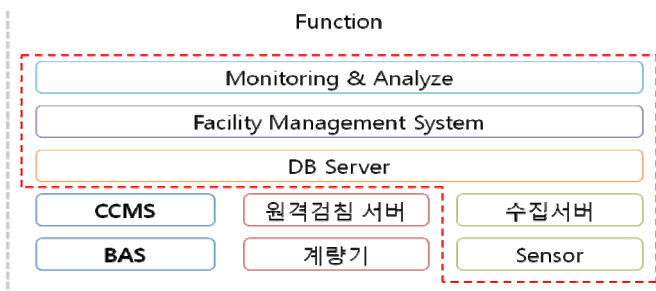 Function
Monitoring & Analyze
Facility Management System
DB Server
CCMS 원격검침 서버 수집서버
BAS 계량기 Sensor